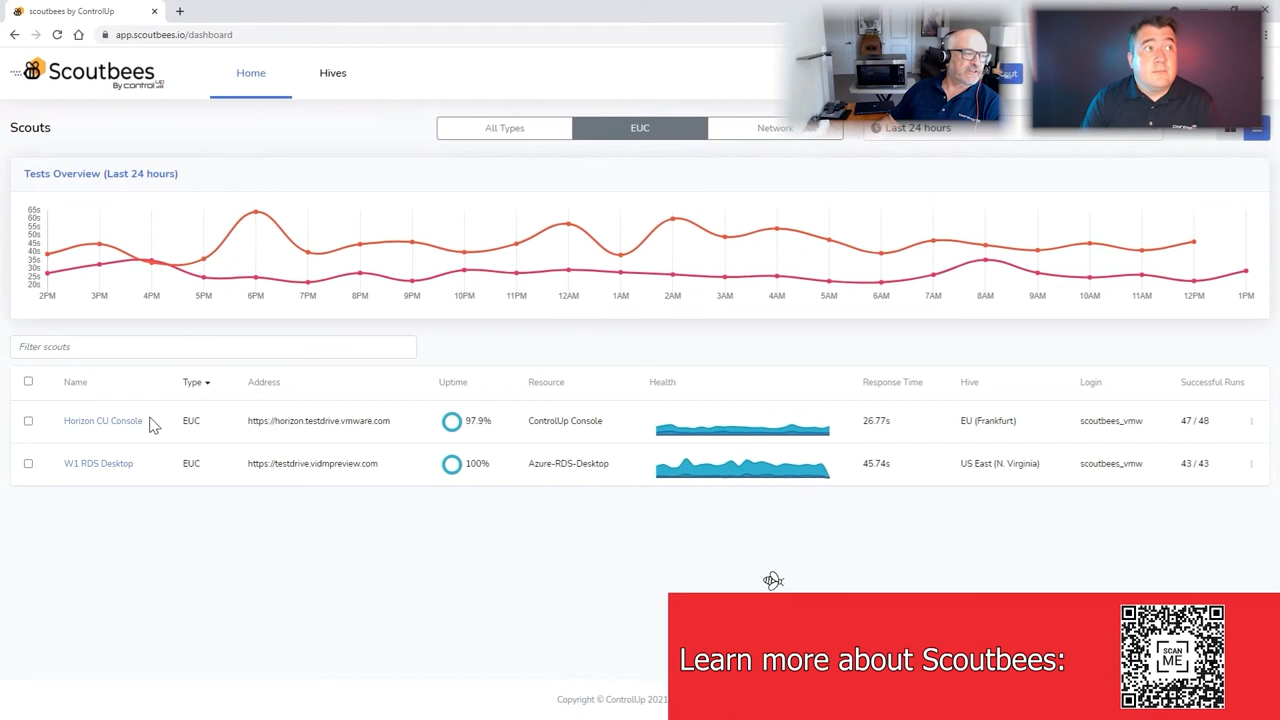 scoutbees by ControlUp
app.scoutbees.io/dashboard
Scoutbees
By control up
Home
Hives
Scouts
All Types
EUC
Network
Last 24 hours
Tests Overview (Last 24 hours)
65s
60s
55s
50s
45s
40s
35s
30s
25s
20s
2PM 3PM 4PM 5PM 6PM 7PM 8PM 9PM 10PM 11PM 12AM 1AM 2AM 3AM 4AM 5AM 6AM 7AM 8AM 9AM 10AM 11AM 12PM 1PM
Filter scouts
Name Type Address Uptime Resource Health Response Time Hive Login Successful Runs
Horizon CU Console EUC https://horizon.testdrive.vmware.com 97.9% ControlUp Console 26.77s EU (Frankfurt) scoutbees_vmw 47 / 48
W1 RDS Desktop EUC https://testdrive.vidmpreview.com 100% Azure-RDS-Desktop 45.74s US East (N. Virginia) scoutbees_vmw 43 / 43
Learn more about Scoutbees:
SCAN
ME
Copyright © ControlUp 2021